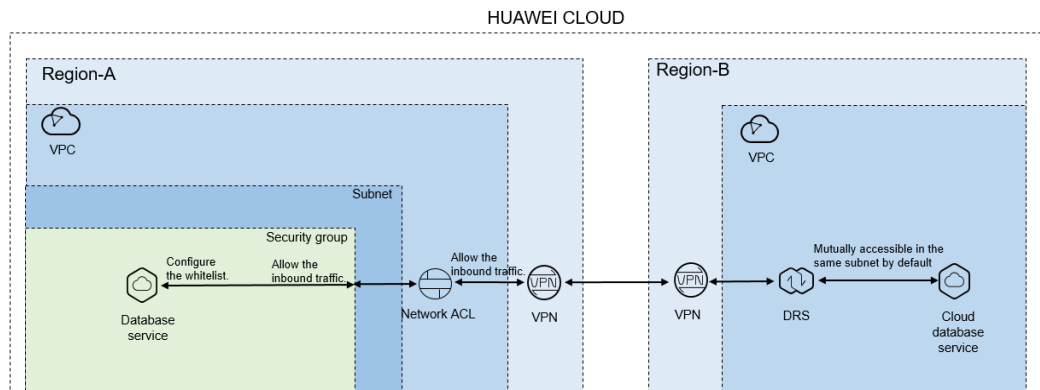 HUAWEI CLOUD
Region-A
VPC
Subnet
Security group
Configure
the whitelist.
Allow the
inbound traffic.
Database
service
Allow the
inbound traffic.
Network ACL
VPN
VPN
Region-B
VPC
VPN
VPN
DRS
Mutually accessible in the
same subnet by default
Cloud
database
service